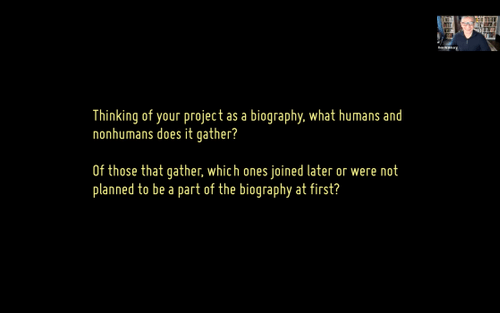 Thinking of your project as a biography, what humans and
nonhumans does it gather?
Of those that gather, which ones joined later or were not
planned to be a part of the biography at first?